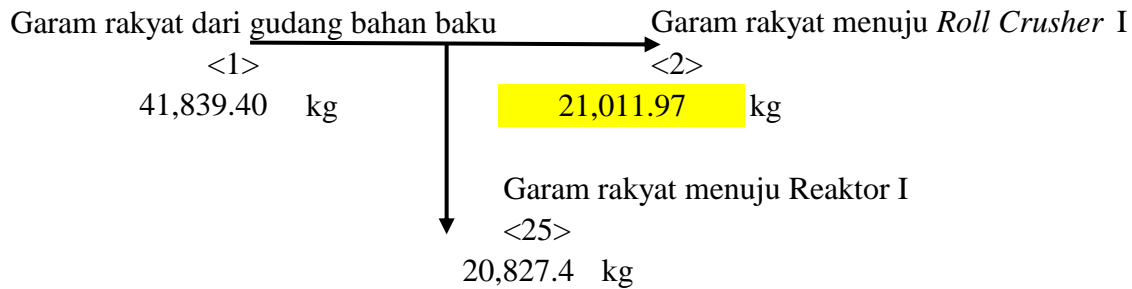 Garam rakyat dari gudang bahan baku Garam rakyat menuju Roll Crusher I
<1> <2>
41,839.40 kg 21,011.97 kg
Garam rakyat menuju Reaktor I
<25>
20,827.4 kg